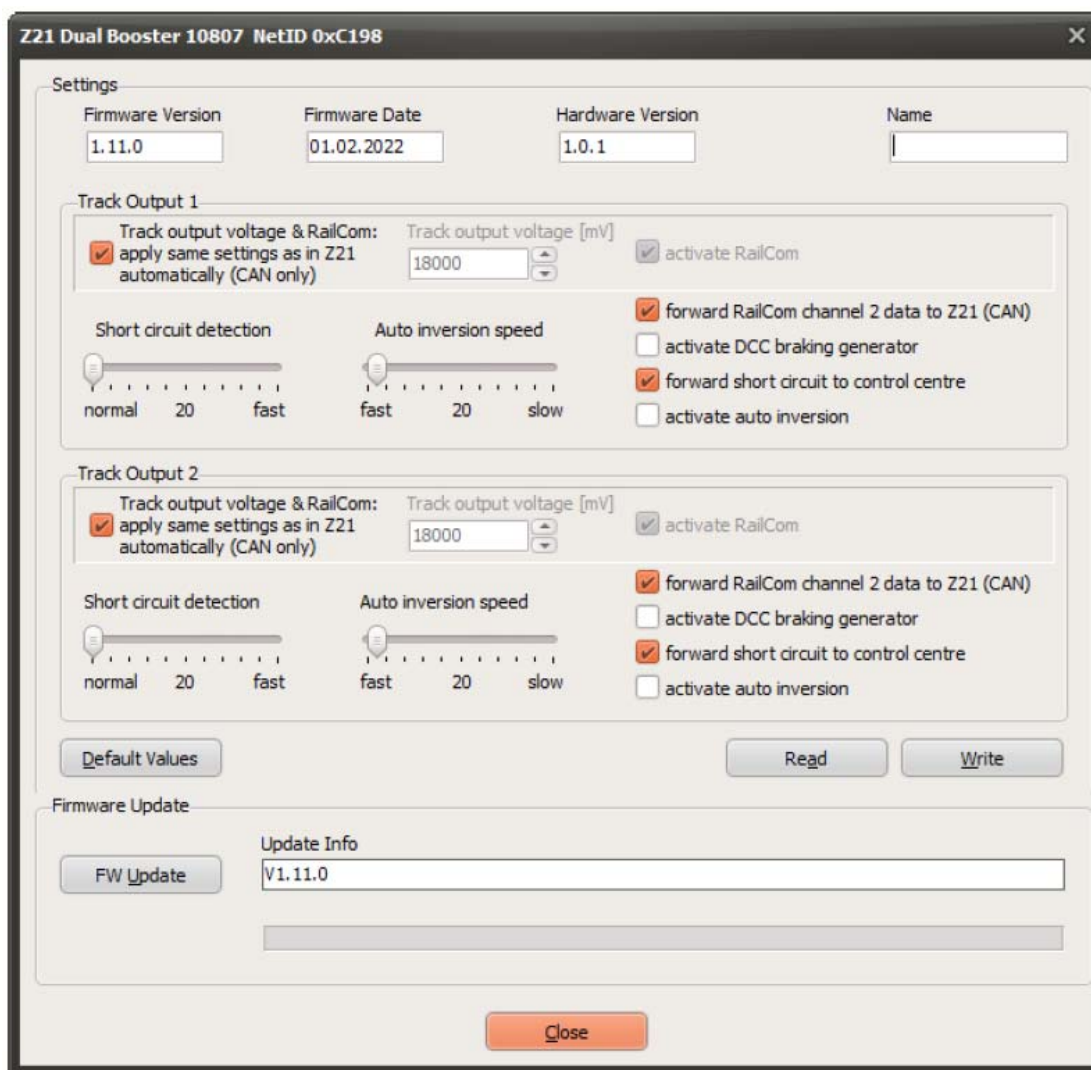 Z21 Dual Booster 10807 NetID 0xC198
Settings
Firmware Version Firmware Date Hardware Version Name
1.11.0 01.02.2022 1.0.1
Track Output 1
Track output voltage & RailCom:
apply same settings as in Z21
automatically (CAN only)
Track output voltage [mV]
18000
activate RailCom
Short circuit detection
normal 20 fast
Auto inversion speed
fast 20 slow
forward RailCom channel 2 data to Z21 (CAN)
activate DCC braking generator
forward short circuit to control centre
activate auto inversion
Track Output 2
Track output voltage & RailCom:
apply same settings as in Z21
automatically (CAN only)
Track output voltage [mV]
18000
activate RailCom
Short circuit detection
normal 20 fast
Auto inversion speed
fast 20 slow
forward RailCom channel 2 data to Z21 (CAN)
activate DCC braking generator
forward short circuit to control centre
activate auto inversion
Default Values Read Write
Firmware Update
Update Info
FW Update V1.11.0
Close